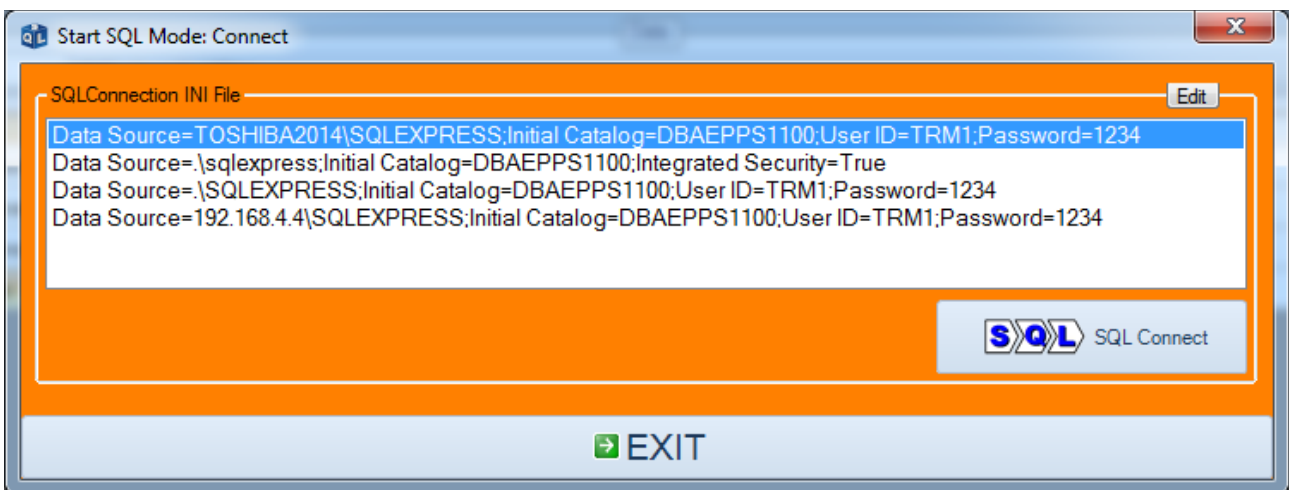 Start SQL Mode: Connect
X
SQLConnection INI File
Edit
Data Source=TOSHIBA2014\SQLEXPRESS;Initial Catalog=DBAEPPS1100;User ID=TRM1;Password=1234
Data Source=.\sqlexpress;Initial Catalog=DBAEPPS1100;Integrated Security=True
Data Source=.\SQLEXPRESS;Initial Catalog=DBAEPPS1100;User ID=TRM1;Password=1234
Data Source=192.168.4.4\SQLEXPRESS;Initial Catalog=DBAEPPS1100;User ID=TRM1;Password=1234
SQL SQL Connect
EXIT